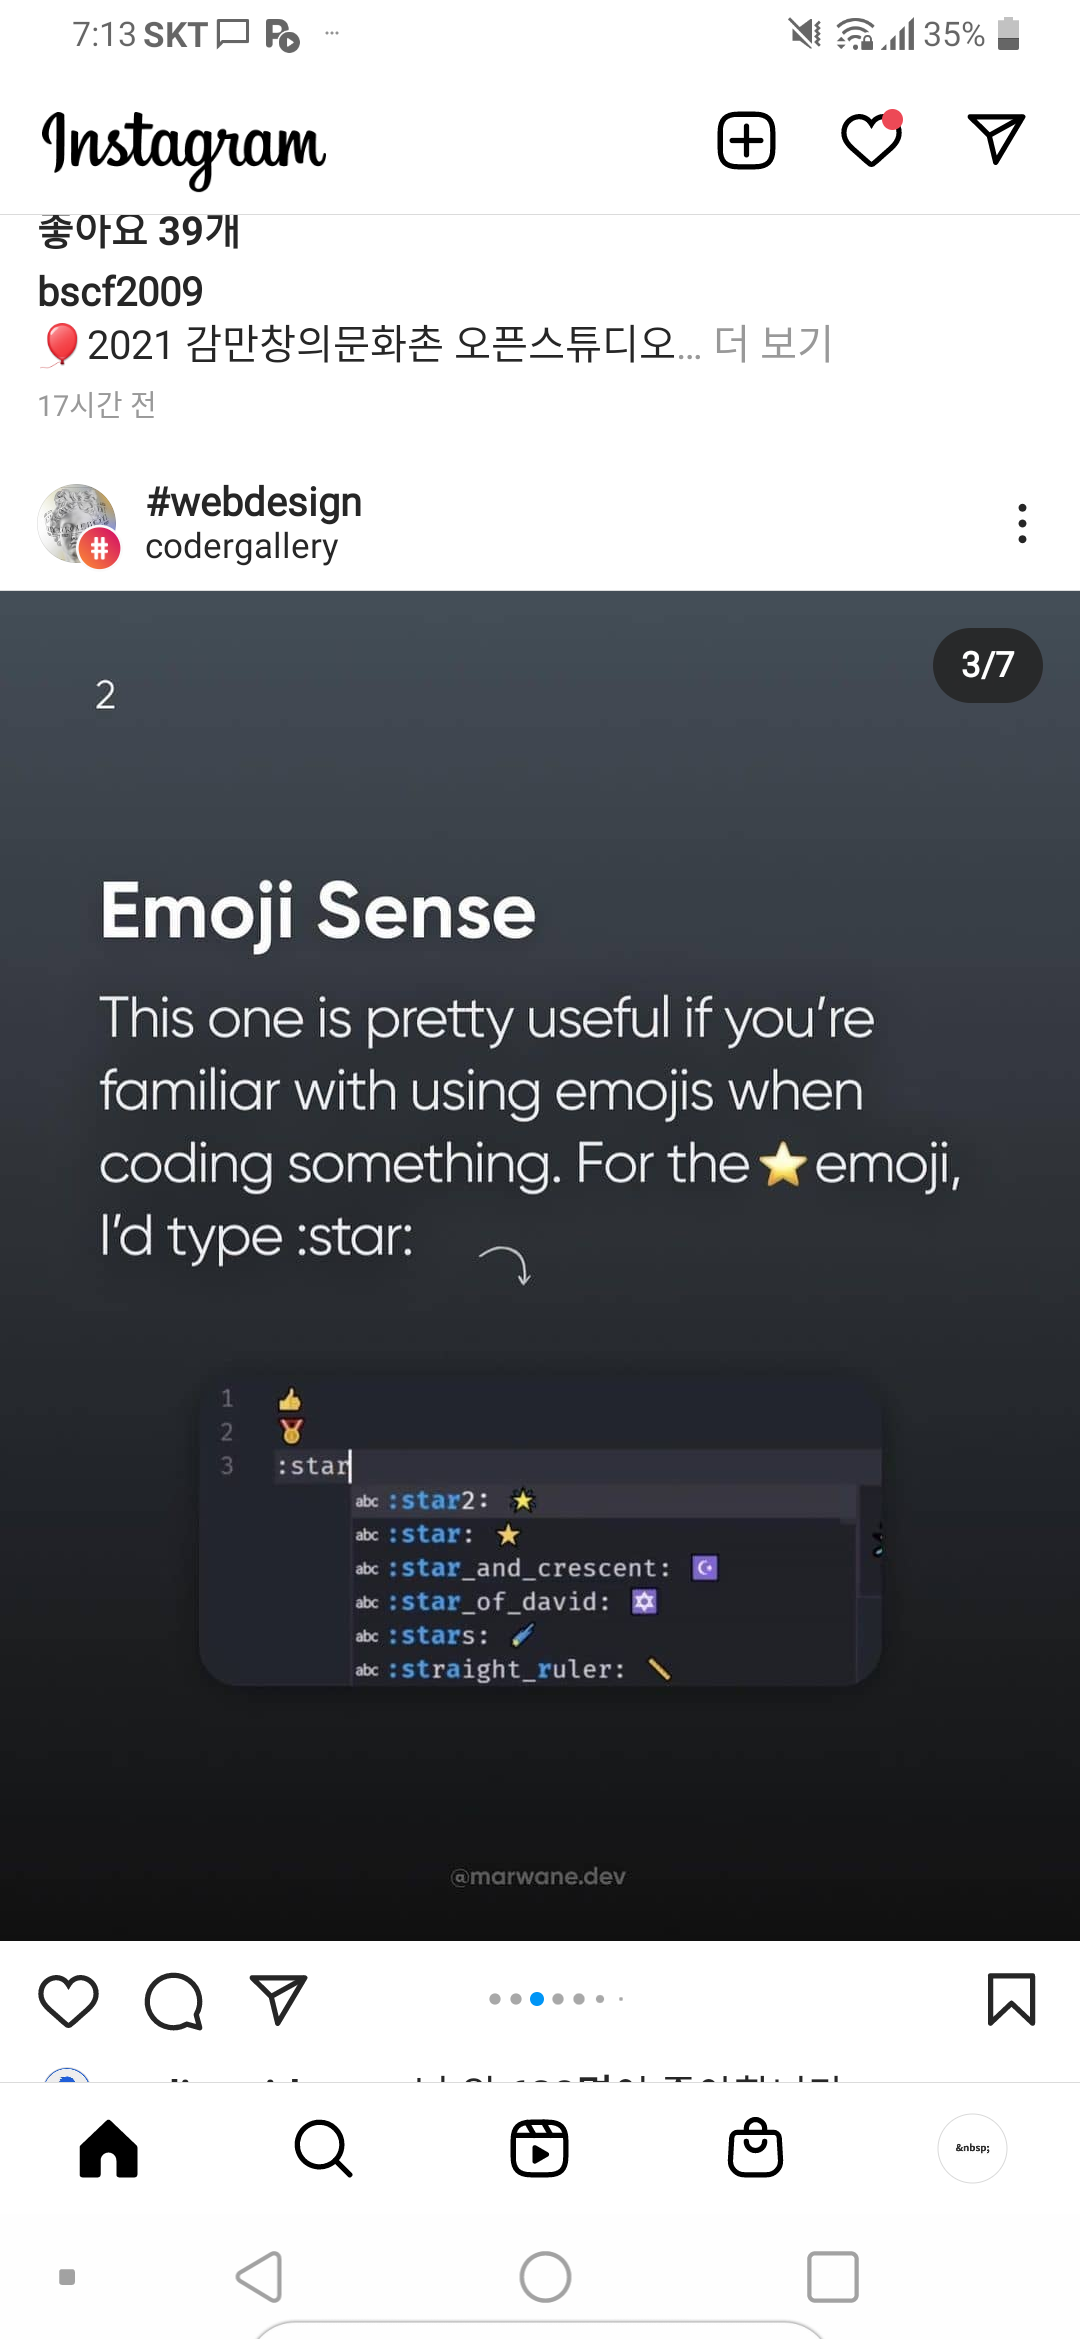 7:13 SKT
35%
Instagram
좋아요 39개
bscf2009
🎈2021 감만창의문화촌 오픈스튜디오... 더 보기
17시간 전
#webdesign
codergallery
3/7
2
Emoji Sense
This one is pretty useful if you're
familiar with using emojis when
coding something. For the ⭐ emoji,
I'd type :star:
1 👍
2 🏅
3 :star
abc :star2: 🌟
abc :star: ⭐
abc :star_and_crescent: ☪️
abc :star_of_david: ✡️
abc :stars: 🌠
abc :straight_ruler: 📏
@marwane.dev
&nbsp;